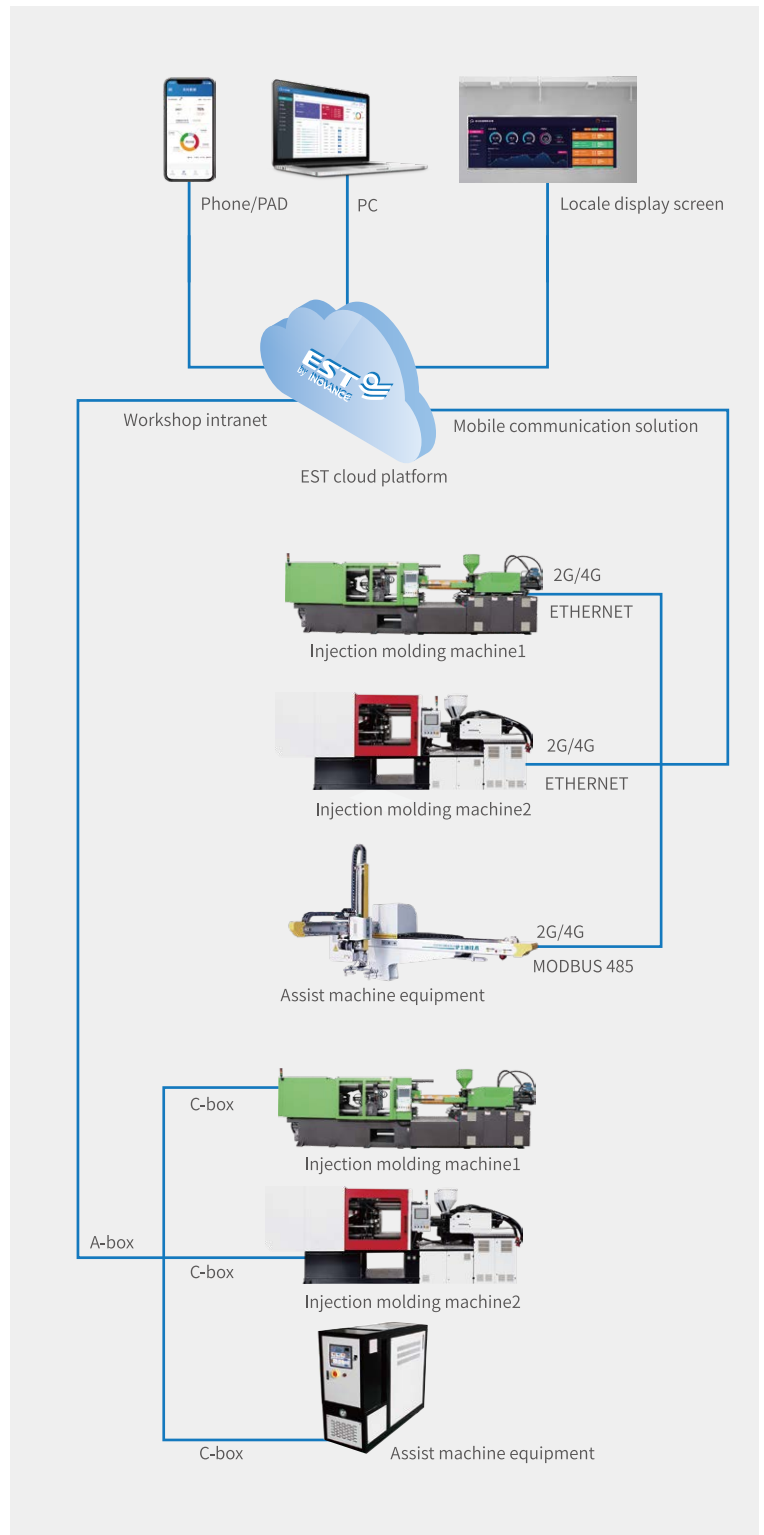 Phone/PAD
PC
Locale display screen
EST
by INOVANCE
Workshop intranet
Mobile communication solution
EST cloud platform
2G/4G
ETHERNET
Injection molding machine1
2G/4G
ETHERNET
Injection molding machine2
2G/4G
MODBUS 485
Assist machine equipment
C-box
Injection molding machine1
A-box
C-box
Injection molding machine2
C-box
Assist machine equipment